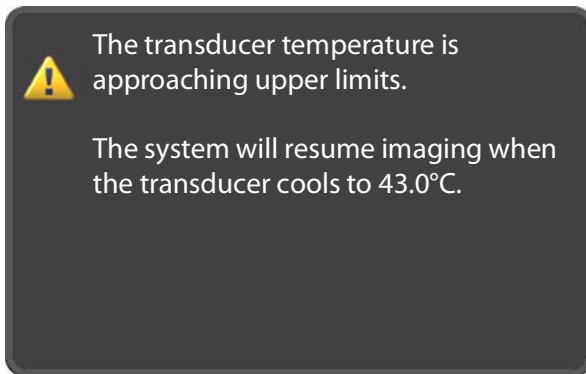 The transducer temperature is
approaching upper limits.
The system will resume imaging when
the transducer cools to 43.0°C.